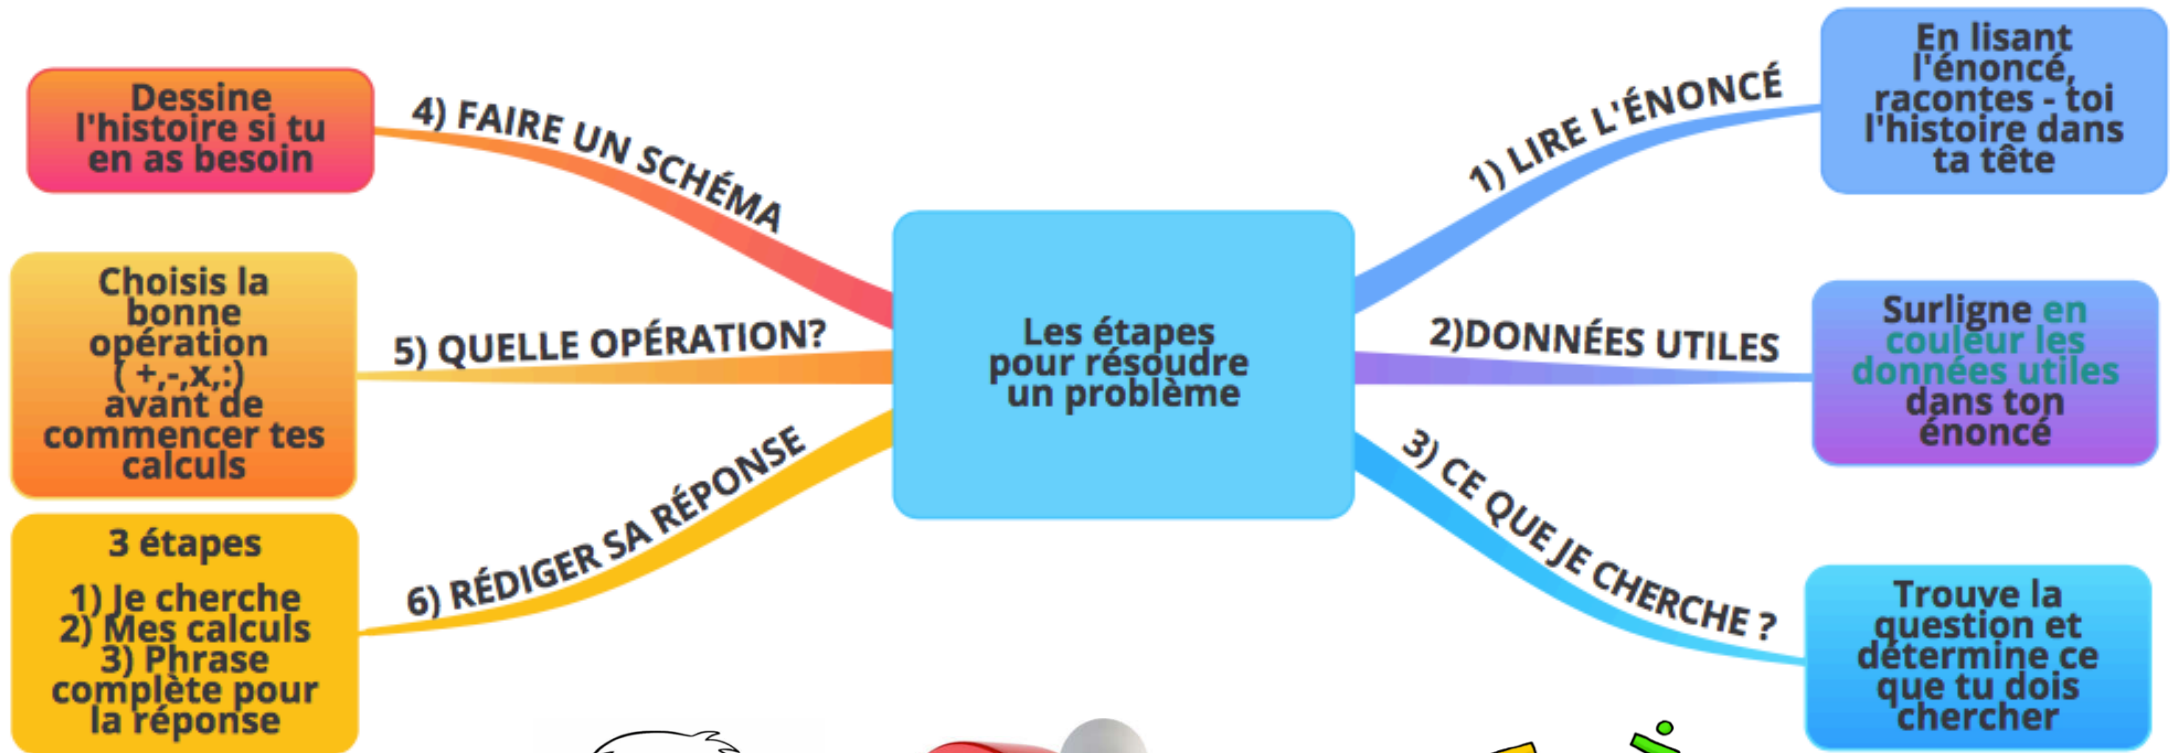 Les étapes
pour résoudre
un problème
1) LIRE L'ÉNONCÉ
En lisant
l'énoncé,
racontes - toi
l'histoire dans
ta tête
2)DONNÉES UTILES
Surligne en
couleur les
données utiles
dans ton
énoncé
3) CE QUE JE CHERCHE ?
Trouve la
question et
détermine ce
que tu dois
chercher
4) FAIRE UN SCHÉMA
Dessine
l'histoire si tu
en as besoin
5) QUELLE OPÉRATION?
Choisis la
bonne
opération
( +,-,x,:)
avant de
commencer tes
calculs
6) RÉDIGER SA RÉPONSE
3 étapes
1) Je cherche
2) Mes calculs
3) Phrase
complète pour
la réponse